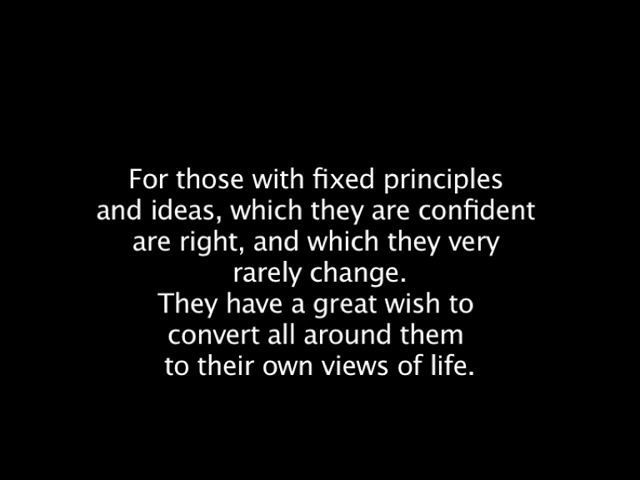 For those with fixed principles
and ideas, which they are confident
are right, and which they very
rarely change.
They have a great wish to
convert all around them
to their own views of life.